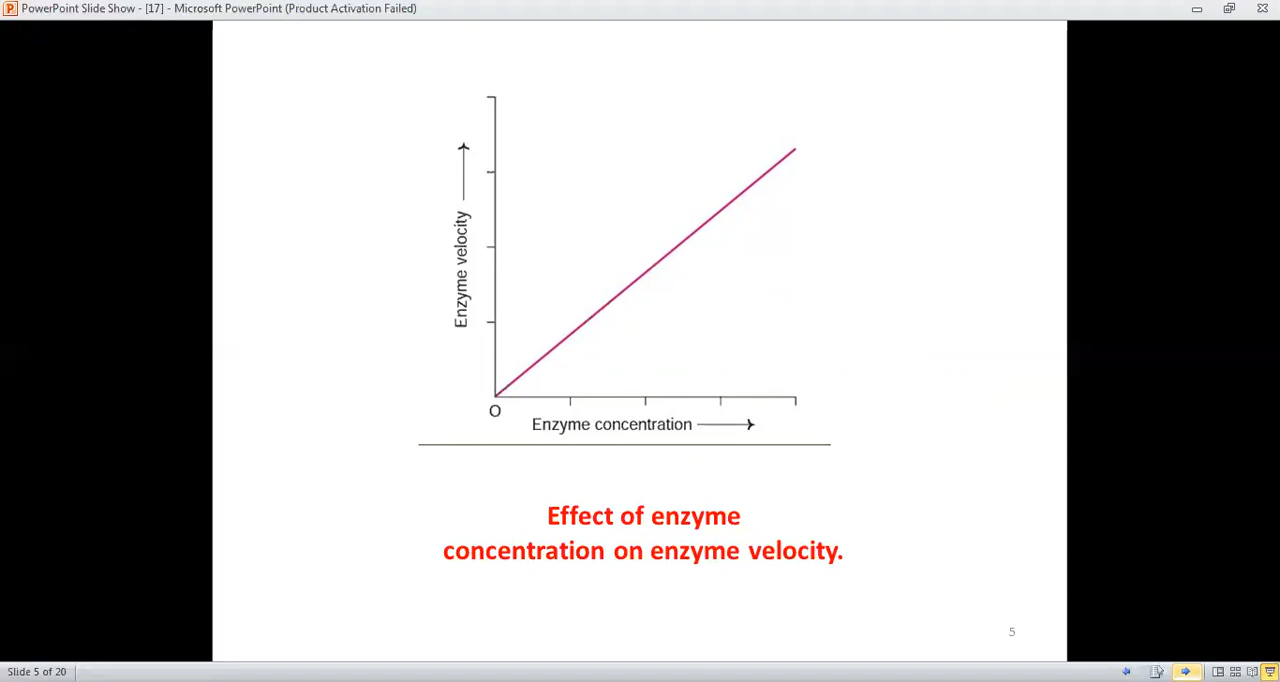 PowerPoint Slide Show - [17] - Microsoft PowerPoint (Product Activation Failed)
Enzyme velocity
O
Enzyme concentration
Effect of enzyme
concentration on enzyme velocity.
5
Slide 5 of 20